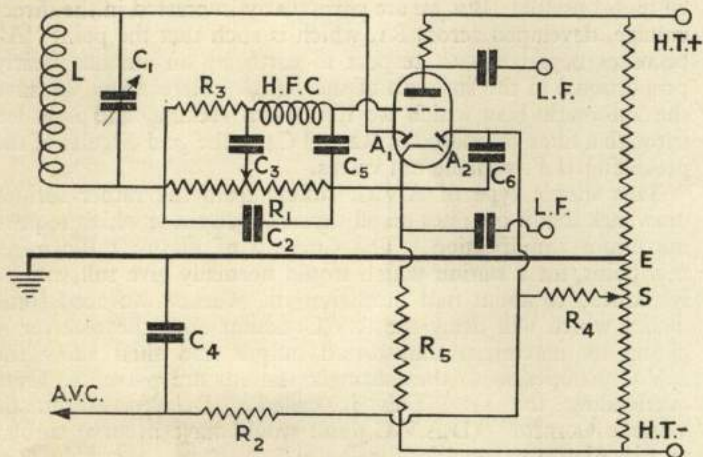 H.T.+
L
C₁
R₃
H.F.C
L.F.
A₁
A₂
C₃
C₅
C₆
R₁
C₂
L.F.
E
S
R₄
C₄
R₅
A.V.C.
R₂
H.T.-